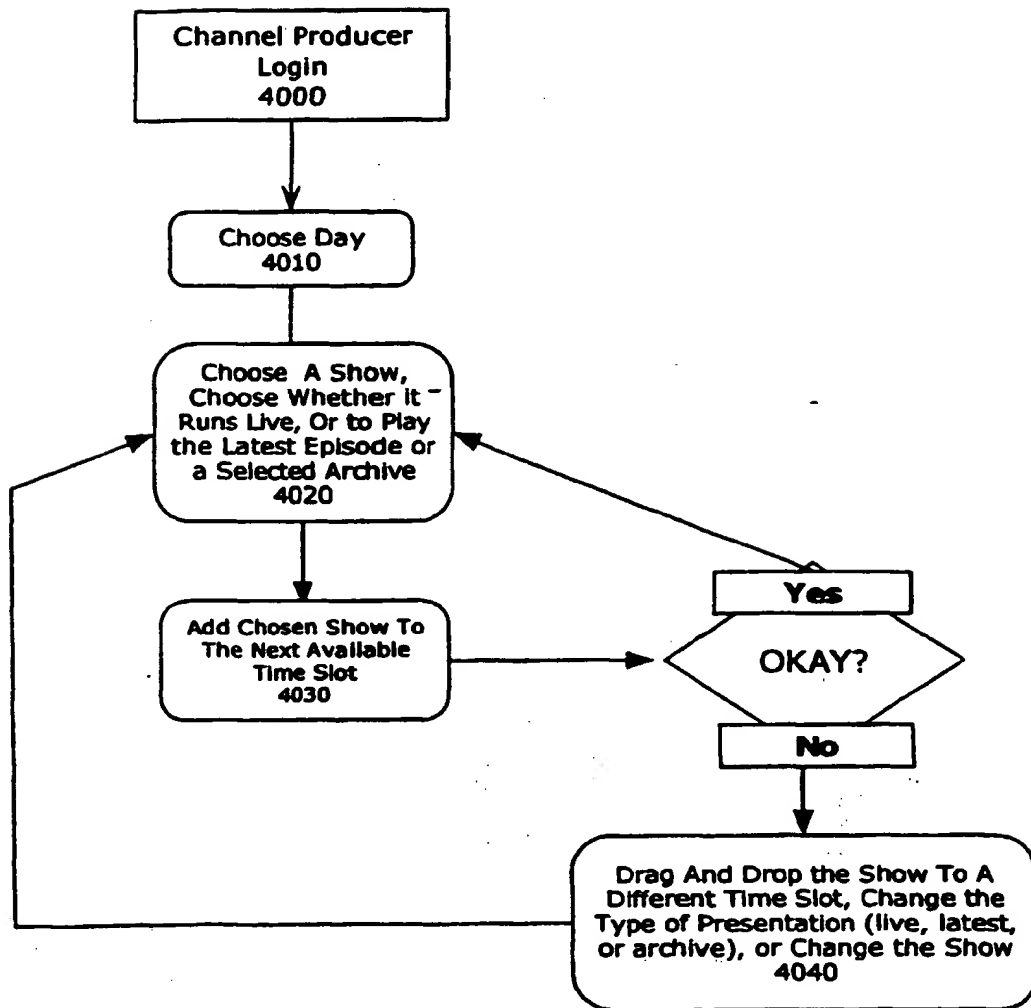 Channel Producer
Login
4000
Choose Day
4010
Choose A Show,
Choose Whether it
Runs Live, Or to Play
the Latest Episode or
a Selected Archive
4020
Add Chosen Show To
The Next Available
Time Slot
4030
Yes
OKAY?
No
Drag And Drop the Show To A
Different Time Slot, Change the
Type of Presentation (live, latest,
or archive), or Change the Show
4040